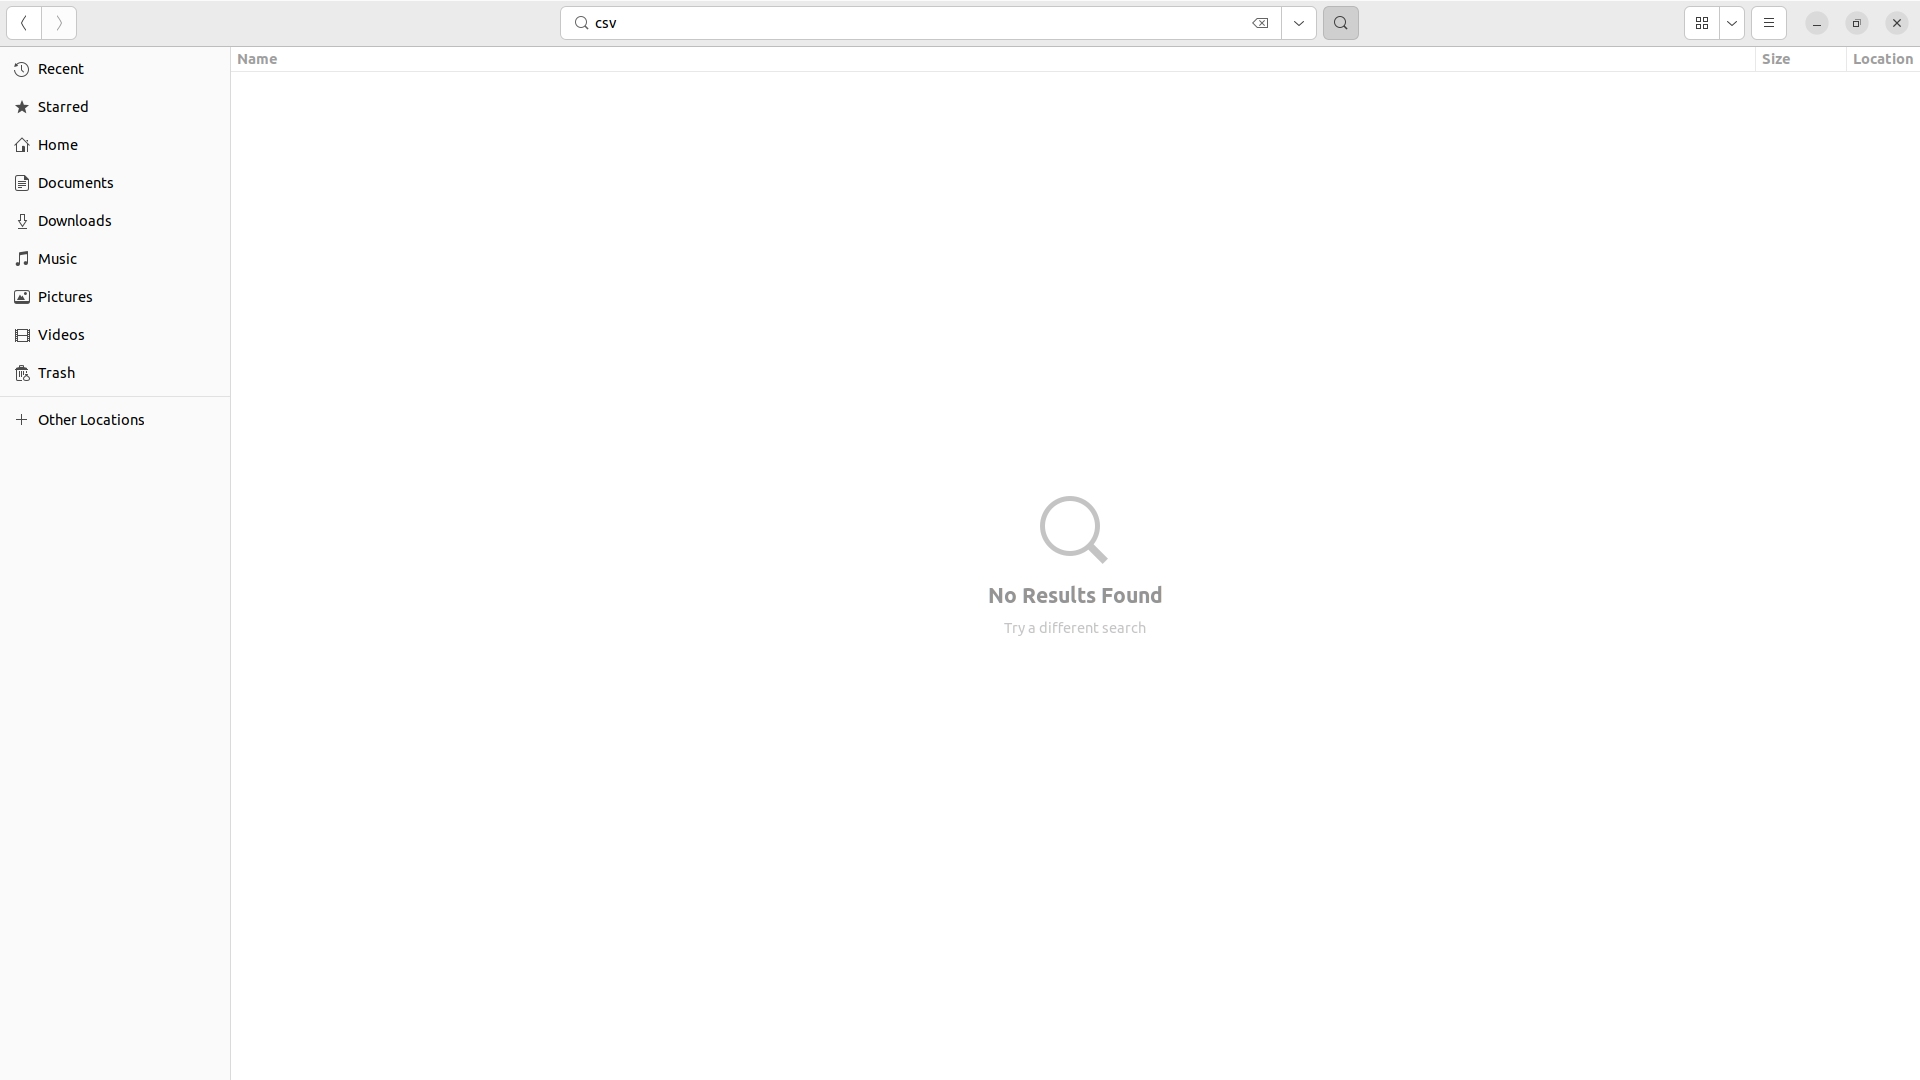 csv
Name
Size
Location
Recent
Starred
Home
Documents
Downloads
Music
Pictures
Videos
Trash
Other Locations
No Results Found
Try a different search